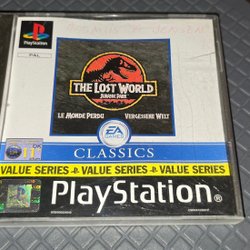 PlayStation
PAL
THE LOST WORLD
JURASSIC PARK
LE MONDE PERDU VERGESSENE WELT
EA
CLASSICS
VALUE SERIES VALUE SERIES VALUE SERIES
PlayStation